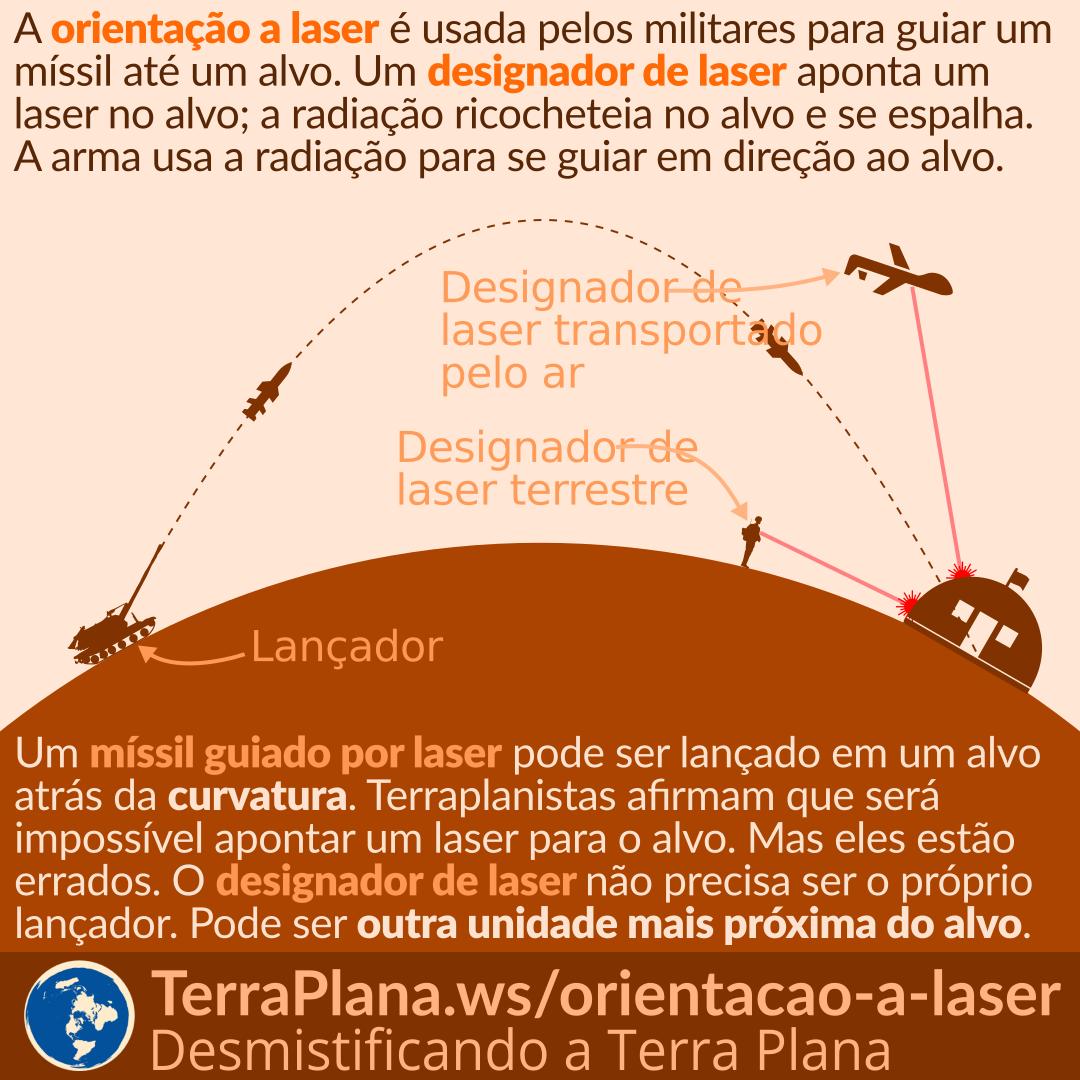 A orientação a laser é usada pelos militares para guiar um
míssil até um alvo. Um designador de laser aponta um
laser no alvo; a radiação ricocheteia no alvo e se espalha.
A arma usa a radiação para se guiar em direção ao alvo.
Designador de
laser transportado
pelo ar
Designador de
laser terrestre
Lançador
Um míssil guiado por laser pode ser lançado em um alvo
atrás da curvatura. Terraplanistas afirmam que será
impossível apontar um laser para o alvo. Mas eles estão
errados. O designador de laser não precisa ser o próprio
lançador. Pode ser outra unidade mais próxima do alvo.
TerraPlana.ws/orientacao-a-laser
Desmistificando a Terra Plana